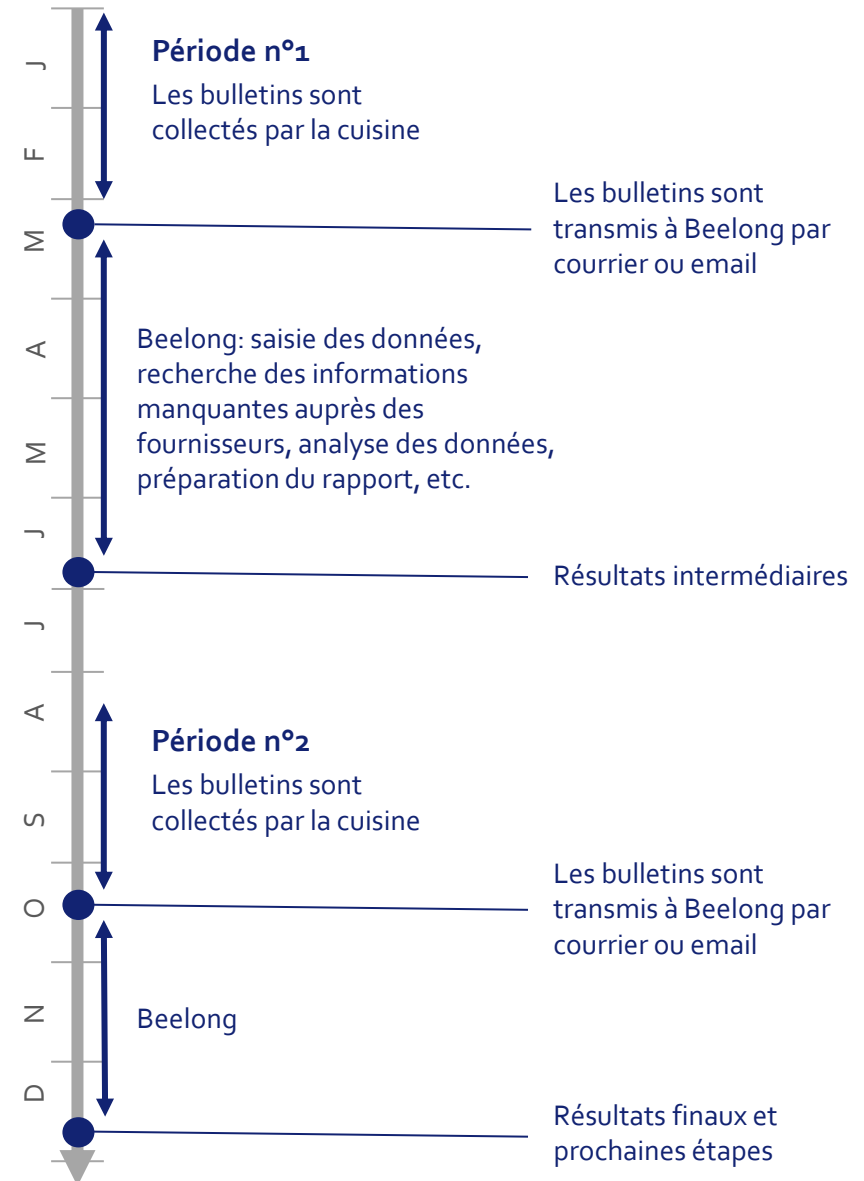 J
Période n°1
Les bulletins sont
collectés par la cuisine
F
M
Les bulletins sont
transmis à Beelong par
courrier ou email
A
Beelong: saisie des données,
recherche des informations
manquantes auprès des
fournisseurs, analyse des données,
préparation du rapport, etc.
M
J
Résultats intermédiaires
J
A
Période n°2
Les bulletins sont
collectés par la cuisine
S
O
Les bulletins sont
transmis à Beelong par
courrier ou email
N
Beelong
D
Résultats finaux et
prochaines étapes